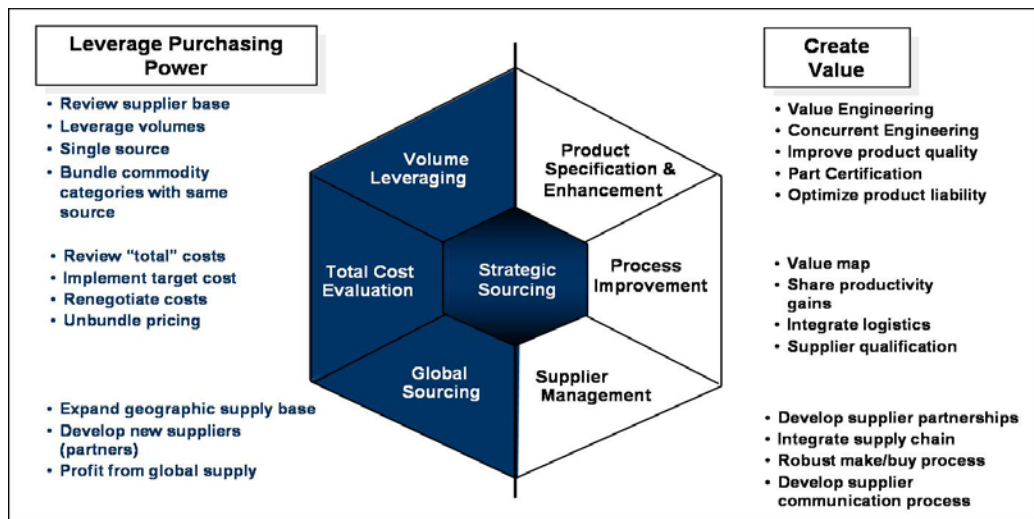 Leverage Purchasing
Power
• Review supplier base
• Leverage volumes
• Single source
• Bundle commodity
categories with same
source
• Review "total" costs
• Implement target cost
• Renegotiate costs
• Unbundle pricing
• Expand geographic supply base
• Develop new suppliers
(partners)
• Profit from global supply
Volume
Leveraging
Product
Specification &
Enhancement
Total Cost
Evaluation
Strategic
Sourcing
Process
Improvement
Global
Sourcing
Supplier
Management
Create
Value
• Value Engineering
• Concurrent Engineering
• Improve product quality
• Part Certification
• Optimize product liability
• Value map
• Share productivity
gains
• Integrate logistics
• Supplier qualification
• Develop supplier partnerships
• Integrate supply chain
• Robust make/buy process
• Develop supplier
communication process